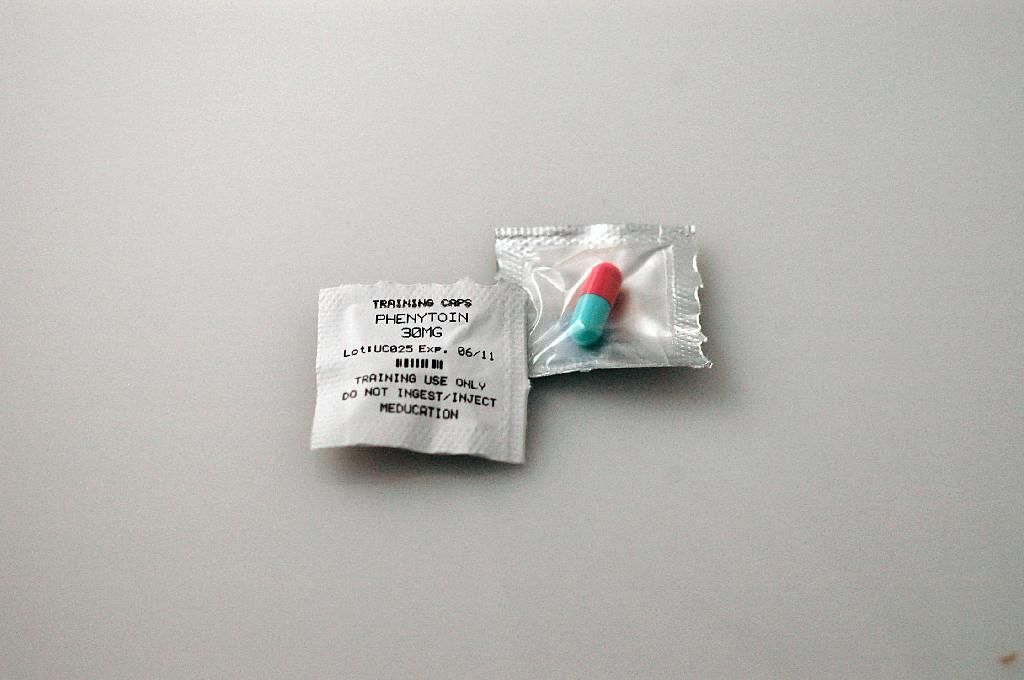 TRAINING CAPS
PHENYTOIN
30MG
Lot:UC025 Exp. 06/11
TRAINING USE ONLY
DO NOT INGEST/INJECT
MEDUCATION